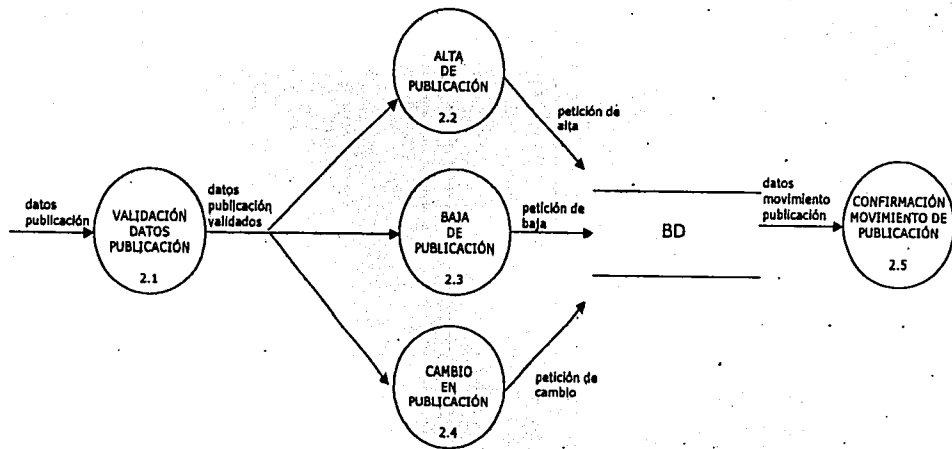 datos
publicación
VALIDACIÓN
DATOS
PUBLICACIÓN
2.1
datos
publicación
validados
ALTA
DE
PUBLICACIÓN
2.2
petición de
alta
BAJA
DE
PUBLICACIÓN
2.3
petición de
baja
CAMBIO
EN
PUBLICACIÓN
2.4
petición de
cambio
BD
datos
movimiento
publicación
CONFIRMACIÓN
MOVIMIENTO DE
PUBLICACIÓN
2.5